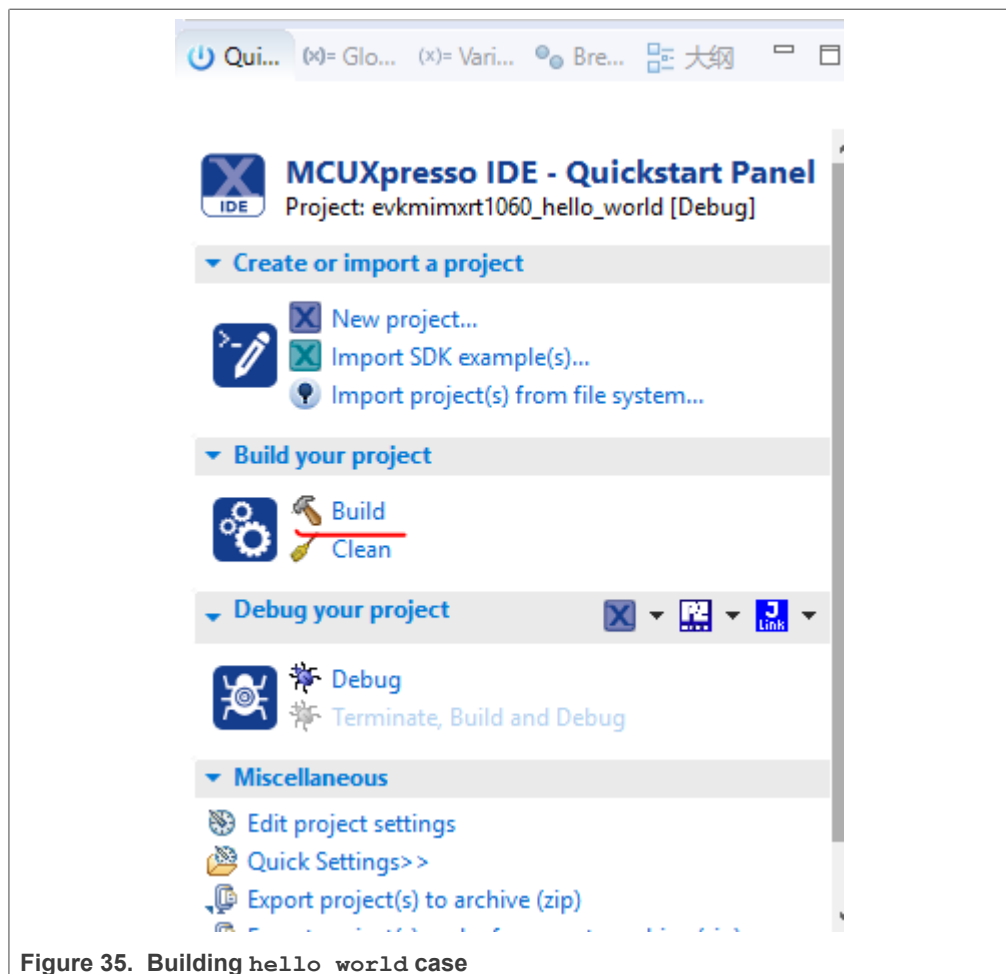 Qui... (x)= Glo... (x)= Vari... Bre... 大纲
X IDE
MCUXpresso IDE - Quickstart Panel
Project: evkmimxrt1060_hello_world [Debug]
Create or import a project
New project...
Import SDK example(s)...
Import project(s) from file system...
Build your project
Build
Clean
Debug your project
J Link
Debug
Terminate, Build and Debug
Miscellaneous
Edit project settings
Quick Settings>>
Export project(s) to archive (zip)
Figure 35. Building hello world case